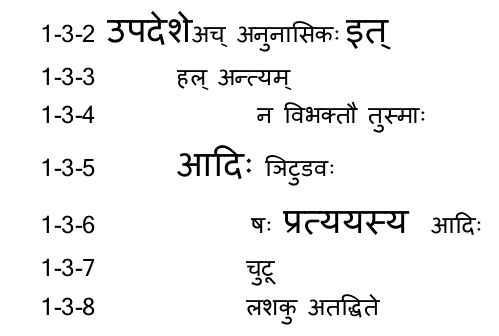 1-3-2 उपदेशेअच् अनुनासिकः इत्
1-3-3 हल् अन्त्यम्
1-3-4 न विभक्तौ तुस्माः
1-3-5 आदिः ञिटुडवः
1-3-6 षः प्रत्ययस्य आदिः
1-3-7 चुटू
1-3-8 लशकु अतद्धिते